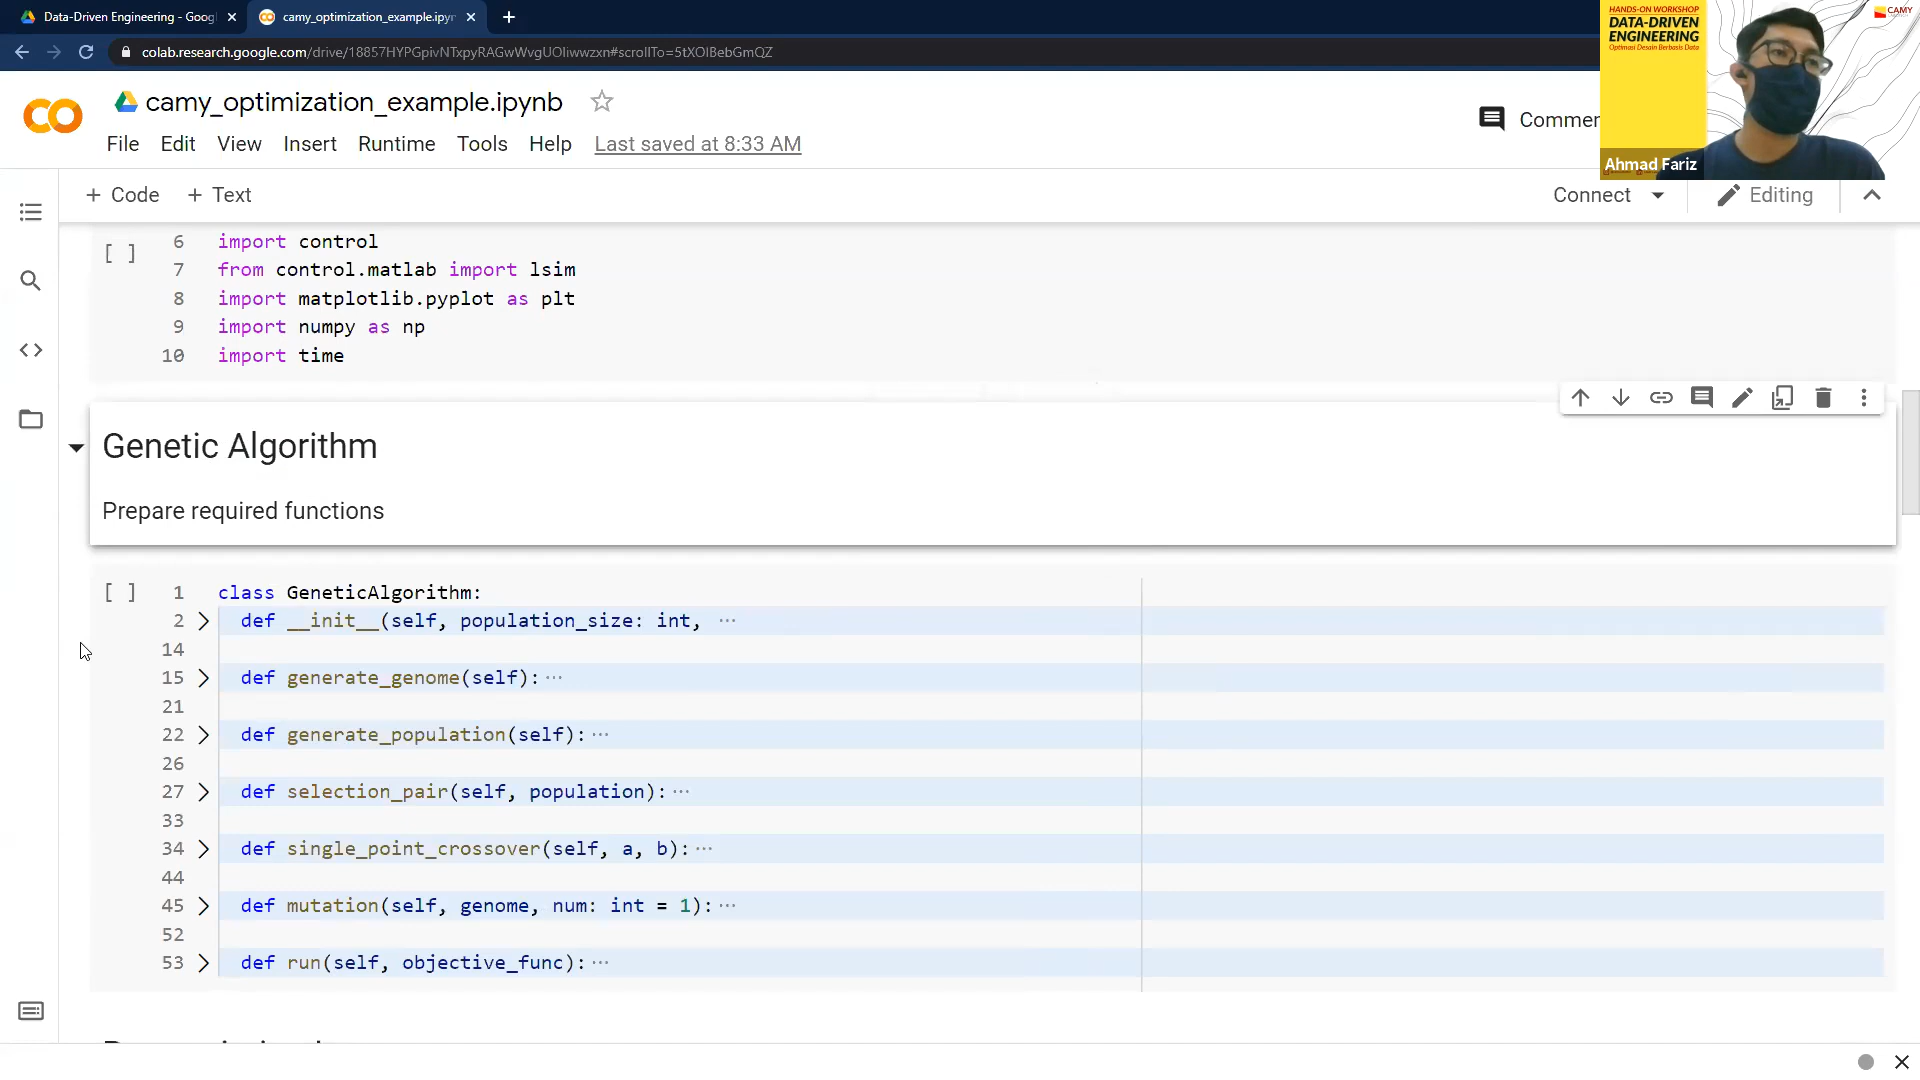 Data-Driven Engineering - Goog
camy_optimization_example.ipyn
colab.research.google.com/drive/18857HYPGpivNTxpyRAGwWvgUOIiwwzxn#scrollTo=5tXOIBebGmQZ
HANDS-ON WORKSHOP
DATA-DRIVEN
ENGINEERING
Optimasi Desain Berbasis Data
CAMY
Ahmad Fariz
camy_optimization_example.ipynb
File Edit View Insert Runtime Tools Help Last saved at 8:33 AM
Commen
+ Code + Text
Connect Editing
[ ]
6 import control
7 from control.matlab import lsim
8 import matplotlib.pyplot as plt
9 import numpy as np
10 import time
Genetic Algorithm
Prepare required functions
[ ] 1 class GeneticAlgorithm:
2 def __init__(self, population_size: int, ...
14
15 def generate_genome(self): ...
21
22 def generate_population(self): ...
26
27 def selection_pair(self, population): ...
33
34 def single_point_crossover(self, a, b): ...
44
45 def mutation(self, genome, num: int = 1): ...
52
53 def run(self, objective_func): ...